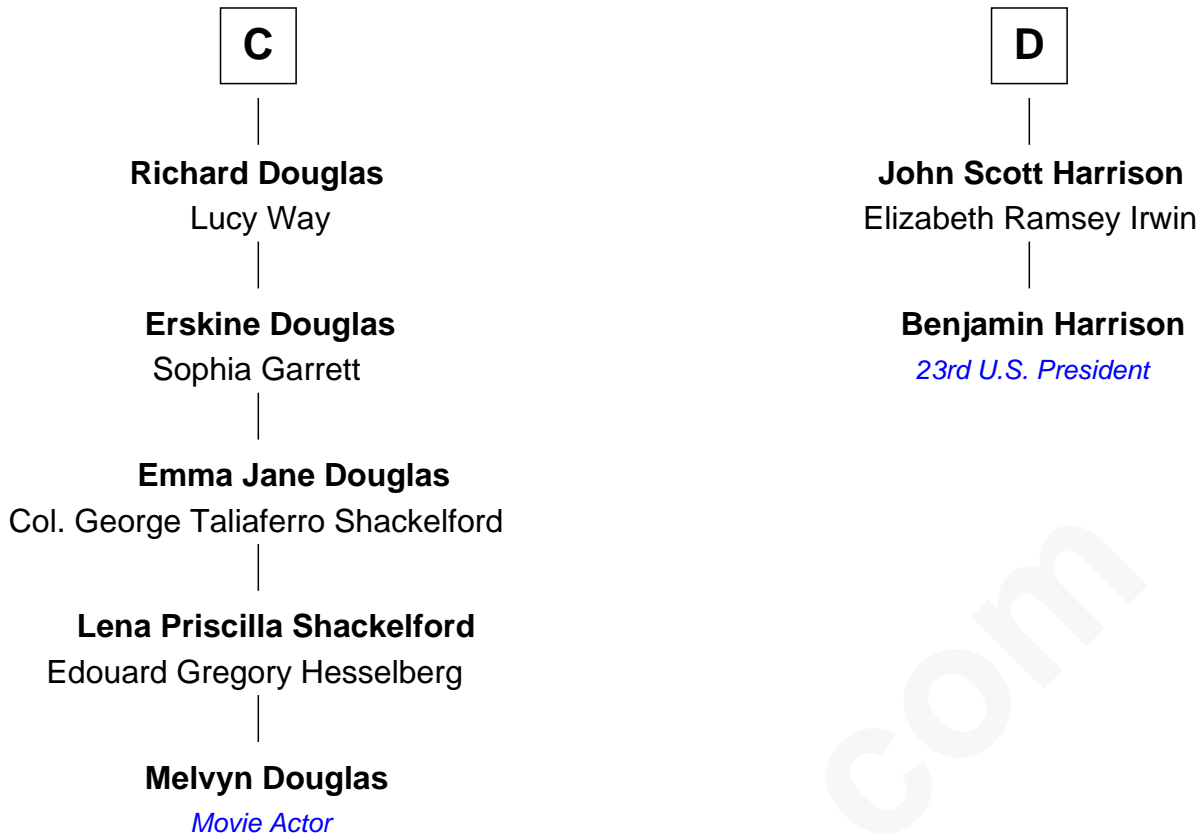 C
Richard Douglas
Lucy Way
Erskine Douglas
Sophia Garrett
Emma Jane Douglas
Col. George Taliaferro Shackelford
Lena Priscilla Shackelford
Edouard Gregory Hesselberg
Melvyn Douglas
Movie Actor
D
John Scott Harrison
Elizabeth Ramsey Irwin
Benjamin Harrison
23rd U.S. President
com